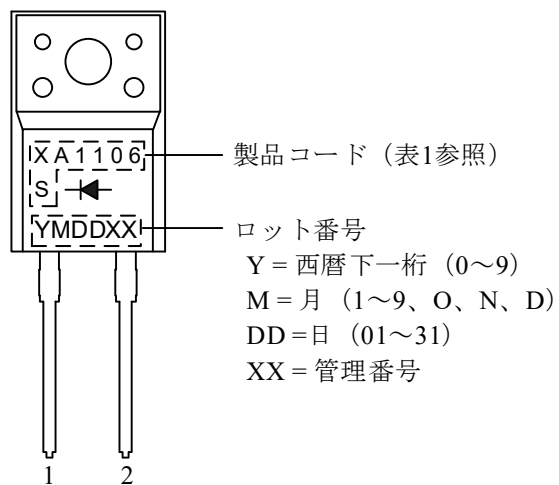 XA1106
S
製品コード（表1参照）
YMDDXX
ロット番号
Y = 西暦下一桁（0～9）
M = 月（1～9、O、N、D）
DD =日（01～31）
XX = 管理番号
1 2